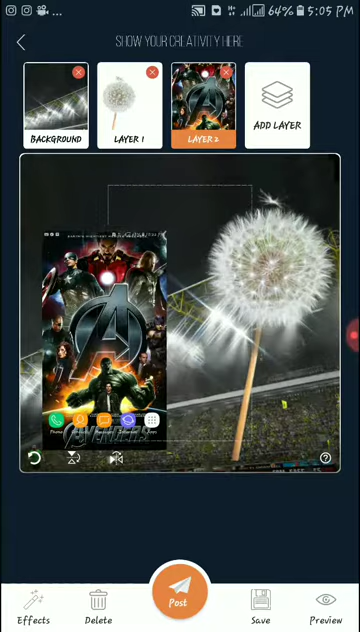 64% 5:05 PM
SHOW YOUR CREATIVITY HERE
BACKGROUND
LAYER 1
LAYER 2
ADD LAYER
AVENGERS
Effects
Delete
Post
Save
Preview